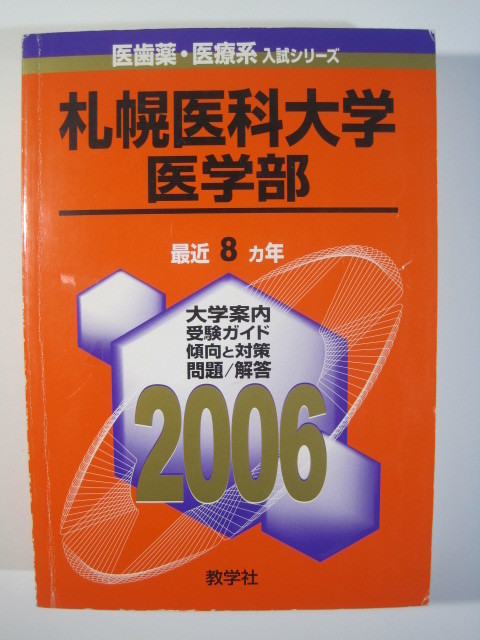 医歯薬・医療系 入試シリーズ
札幌医科大学
医学部
最近 8 ヵ年
大学案内
受験ガイド
傾向と対策
問題/解答
2006
教学社